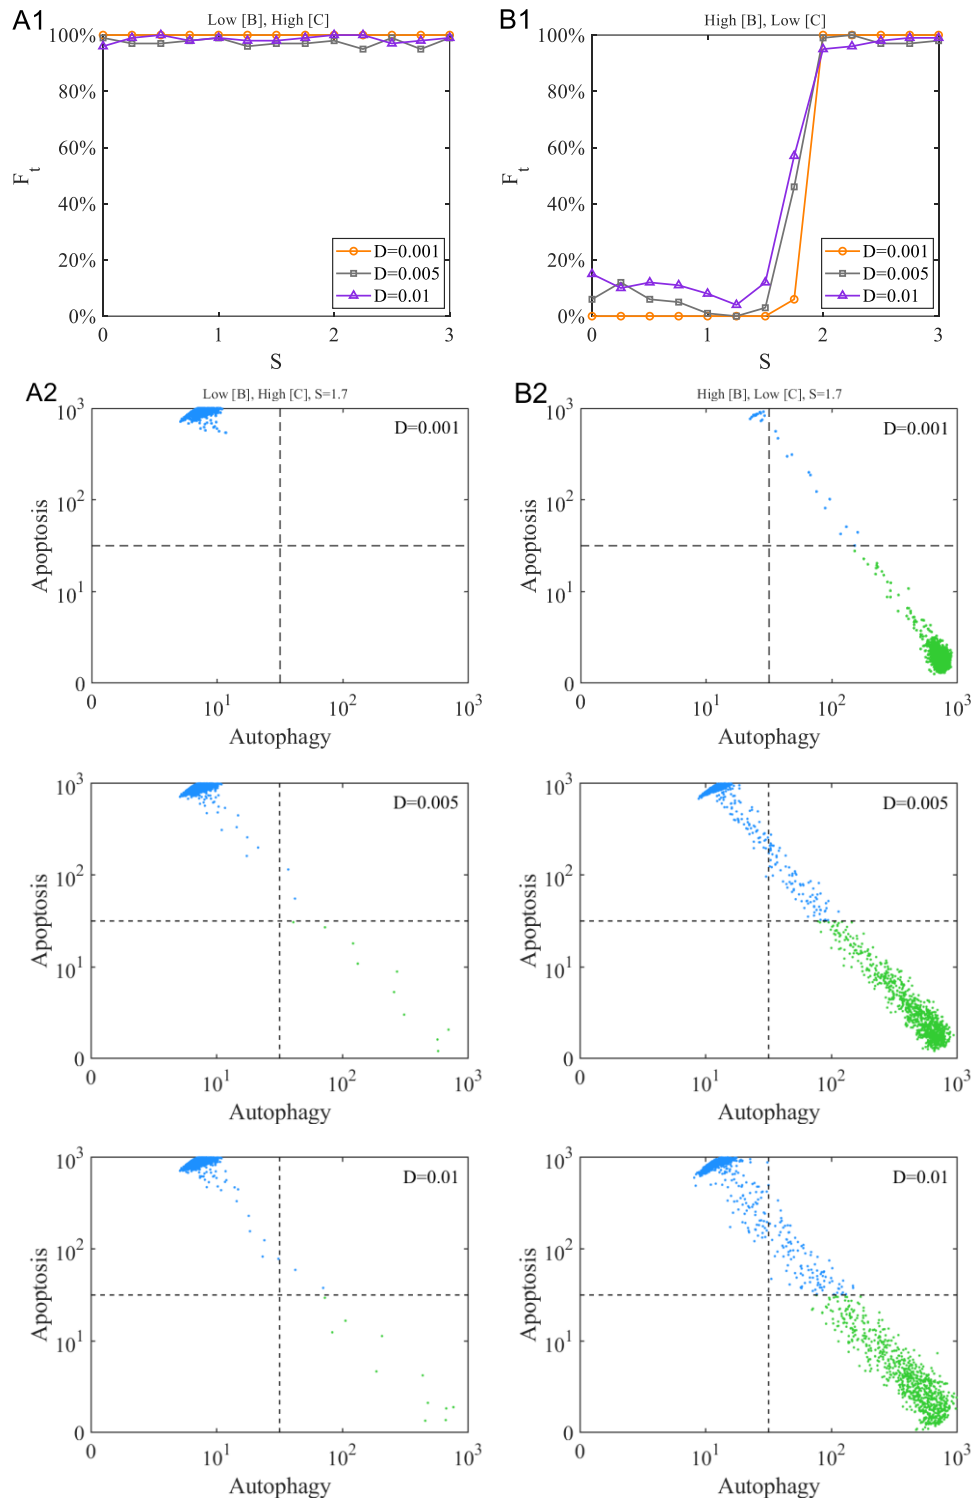 A1
Low [B], High [C]
100%
80%
60%
40%
20%
0%
F_t
D=0.001
D=0.005
D=0.01
0 1 2 3
S
B1
High [B], Low [C]
100%
80%
60%
40%
20%
0%
F_t
D=0.001
D=0.005
D=0.01
0 1 2 3
S
A2
Low [B], High [C], S=1.7
D=0.001
10^3
10^2
10^1
0
Apoptosis
0 10^1 10^2 10^3
Autophagy
B2
High [B], Low [C], S=1.7
D=0.001
10^3
10^2
10^1
0
Apoptosis
0 10^1 10^2 10^3
Autophagy
D=0.005
10^3
10^2
10^1
0
Apoptosis
0 10^1 10^2 10^3
Autophagy
D=0.005
10^3
10^2
10^1
0
Apoptosis
0 10^1 10^2 10^3
Autophagy
D=0.01
10^3
10^2
10^1
0
Apoptosis
0 10^1 10^2 10^3
Autophagy
D=0.01
10^3
10^2
10^1
0
Apoptosis
0 10^1 10^2 10^3
Autophagy